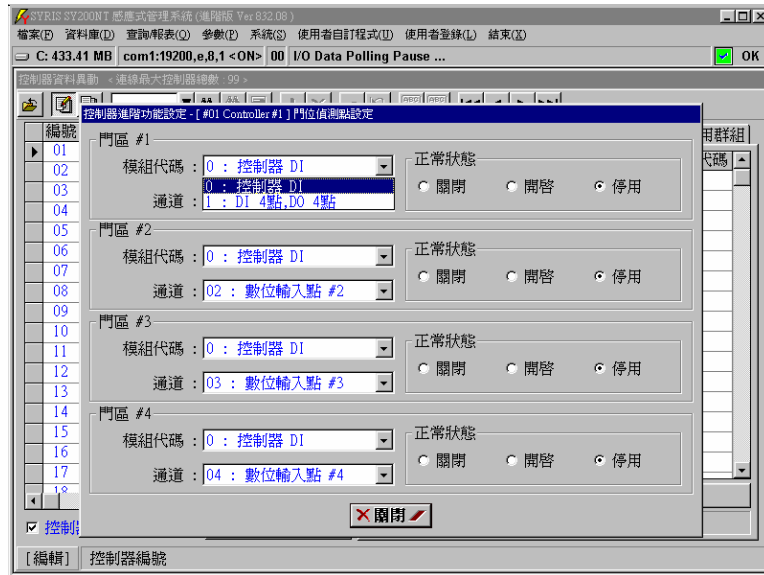 SYRIS SY200NT 感應式管理系統 (進階版 Ver 832.08 )
檔案(F) 資料庫(D) 查詢/報表(Q) 參數(P) 系統(S) 使用者自訂程式(U) 使用者登錄(L) 結束(X)
C: 433.41 MB com1:19200,e,8,1 <ON> 00 I/O Data Polling Pause ... OK
控制器資料異動 < 連線最大控制器總數 : 99 >
控制器進階功能設定 - [ #01 Controller #1 ] 門位偵測點設定
編號
用群組
代碼
01
02
03
04
05
06
07
08
09
10
11
12
13
14
15
16
17
18
門區 #1
模組代碼 : 0 : 控制器 DI
0 : 控制器 DI
1 : DI 4點,DO 4點
通道 :
正常狀態
關閉 開啓 停用
門區 #2
模組代碼 : 0 : 控制器 DI
通道 : 02 : 數位輸入點 #2
正常狀態
關閉 開啓 停用
門區 #3
模組代碼 : 0 : 控制器 DI
通道 : 03 : 數位輸入點 #3
正常狀態
關閉 開啓 停用
門區 #4
模組代碼 : 0 : 控制器 DI
通道 : 04 : 數位輸入點 #4
正常狀態
關閉 開啓 停用
關閉
控制
[編輯] 控制器編號